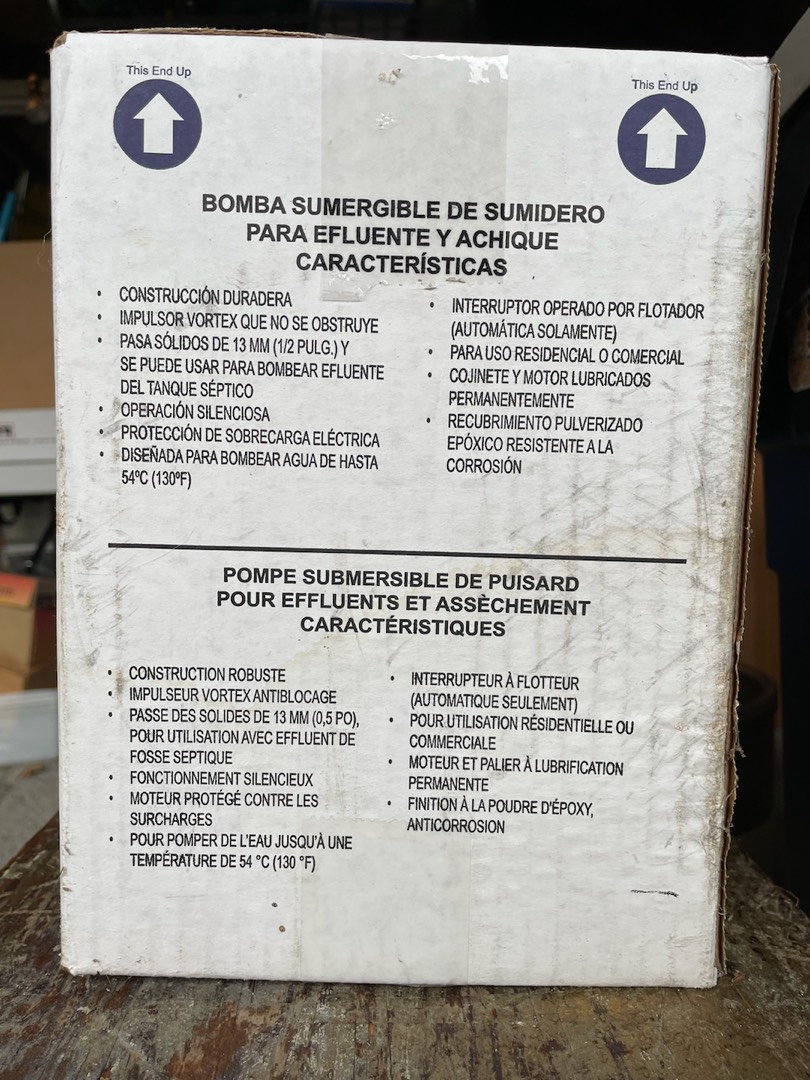 This End Up
This End Up
BOMBA SUMERGIBLE DE SUMIDERO
PARA EFLUENTE Y ACHIQUE
CARACTERÍSTICAS
• CONSTRUCCIÓN DURADERA
• IMPULSOR VORTEX QUE NO SE OBSTRUYE
• PASA SÓLIDOS DE 13 MM (1/2 PULG.) Y
SE PUEDE USAR PARA BOMBEAR EFLUENTE
DEL TANQUE SÉPTICO
• OPERACIÓN SILENCIOSA
• PROTECCIÓN DE SOBRECARGA ELÉCTRICA
• DISEÑADA PARA BOMBEAR AGUA DE HASTA
54ºC (130ºF)
• INTERRUPTOR OPERADO POR FLOTADOR
(AUTOMÁTICA SOLAMENTE)
• PARA USO RESIDENCIAL O COMERCIAL
• COJINETE Y MOTOR LUBRICADOS
PERMANENTEMENTE
• RECUBRIMIENTO PULVERIZADO
EPÓXICO RESISTENTE A LA
CORROSIÓN
POMPE SUBMERSIBLE DE PUISARD
POUR EFFLUENTS ET ASSÈCHEMENT
CARACTÉRISTIQUES
• CONSTRUCTION ROBUSTE
• IMPULSEUR VORTEX ANTIBLOCAGE
• PASSE DES SOLIDES DE 13 MM (0,5 PO),
POUR UTILISATION AVEC EFFLUENT DE
FOSSE SEPTIQUE
• FONCTIONNEMENT SILENCIEUX
• MOTEUR PROTÉGÉ CONTRE LES
SURCHARGES
• POUR POMPER DE L'EAU JUSQU'À UNE
TEMPÉRATURE DE 54 °C (130 °F)
• INTERRUPTEUR À FLOTTEUR
(AUTOMATIQUE SEULEMENT)
• POUR UTILISATION RÉSIDENTIELLE OU
COMMERCIALE
• MOTEUR ET PALIER À LUBRIFICATION
PERMANENTE
• FINITION À LA POUDRE D'ÉPOXY,
ANTICORROSION